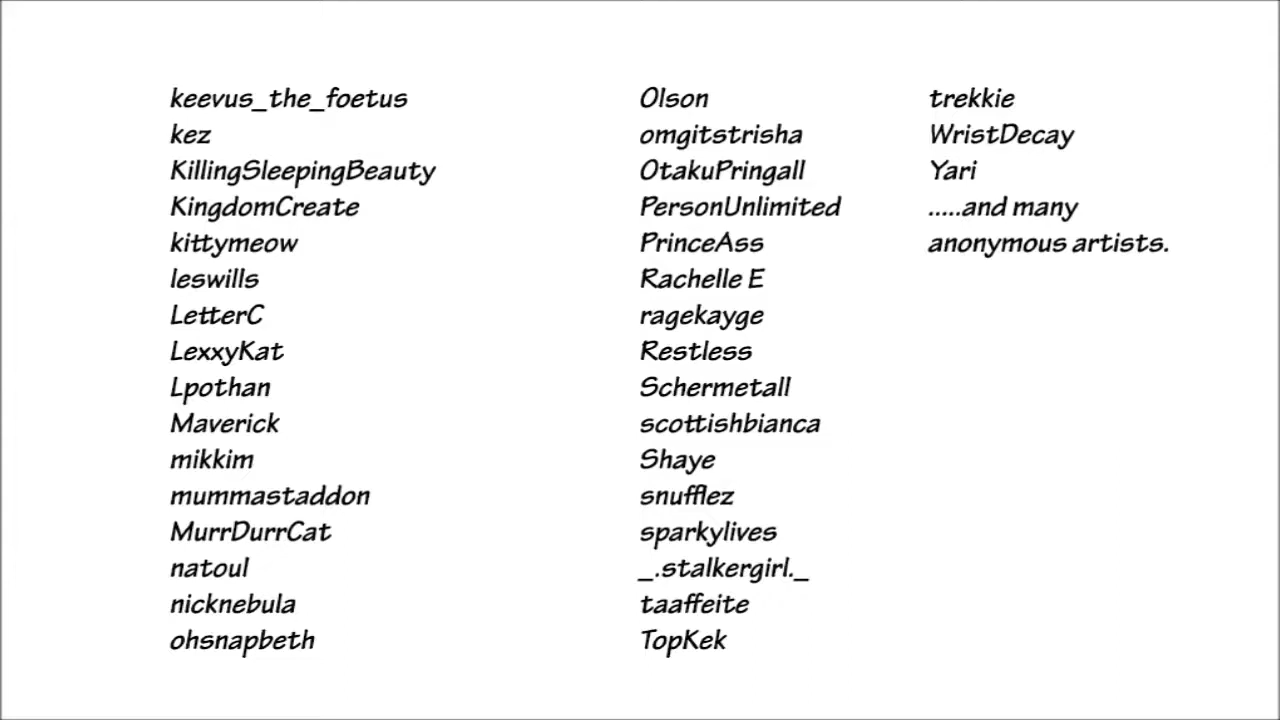 keevus_the_foetus
kez
KillingSleepingBeauty
KingdomCreate
kittymeow
leswills
LetterC
LexxyKat
Lpothan
Maverick
mikkim
mummastaddon
MurrDurrCat
natoul
nicknebula
ohsnapbeth
Olson
omgitstrisha
OtakuPringall
PersonUnlimited
PrinceAss
Rachelle E
ragekayge
Restless
Schermetall
scottishbianca
Shaye
snufflez
sparkylives
_.stalkergirl._
taaffeite
TopKek
trekkie
WristDecay
Yari
.....and many
anonymous artists.